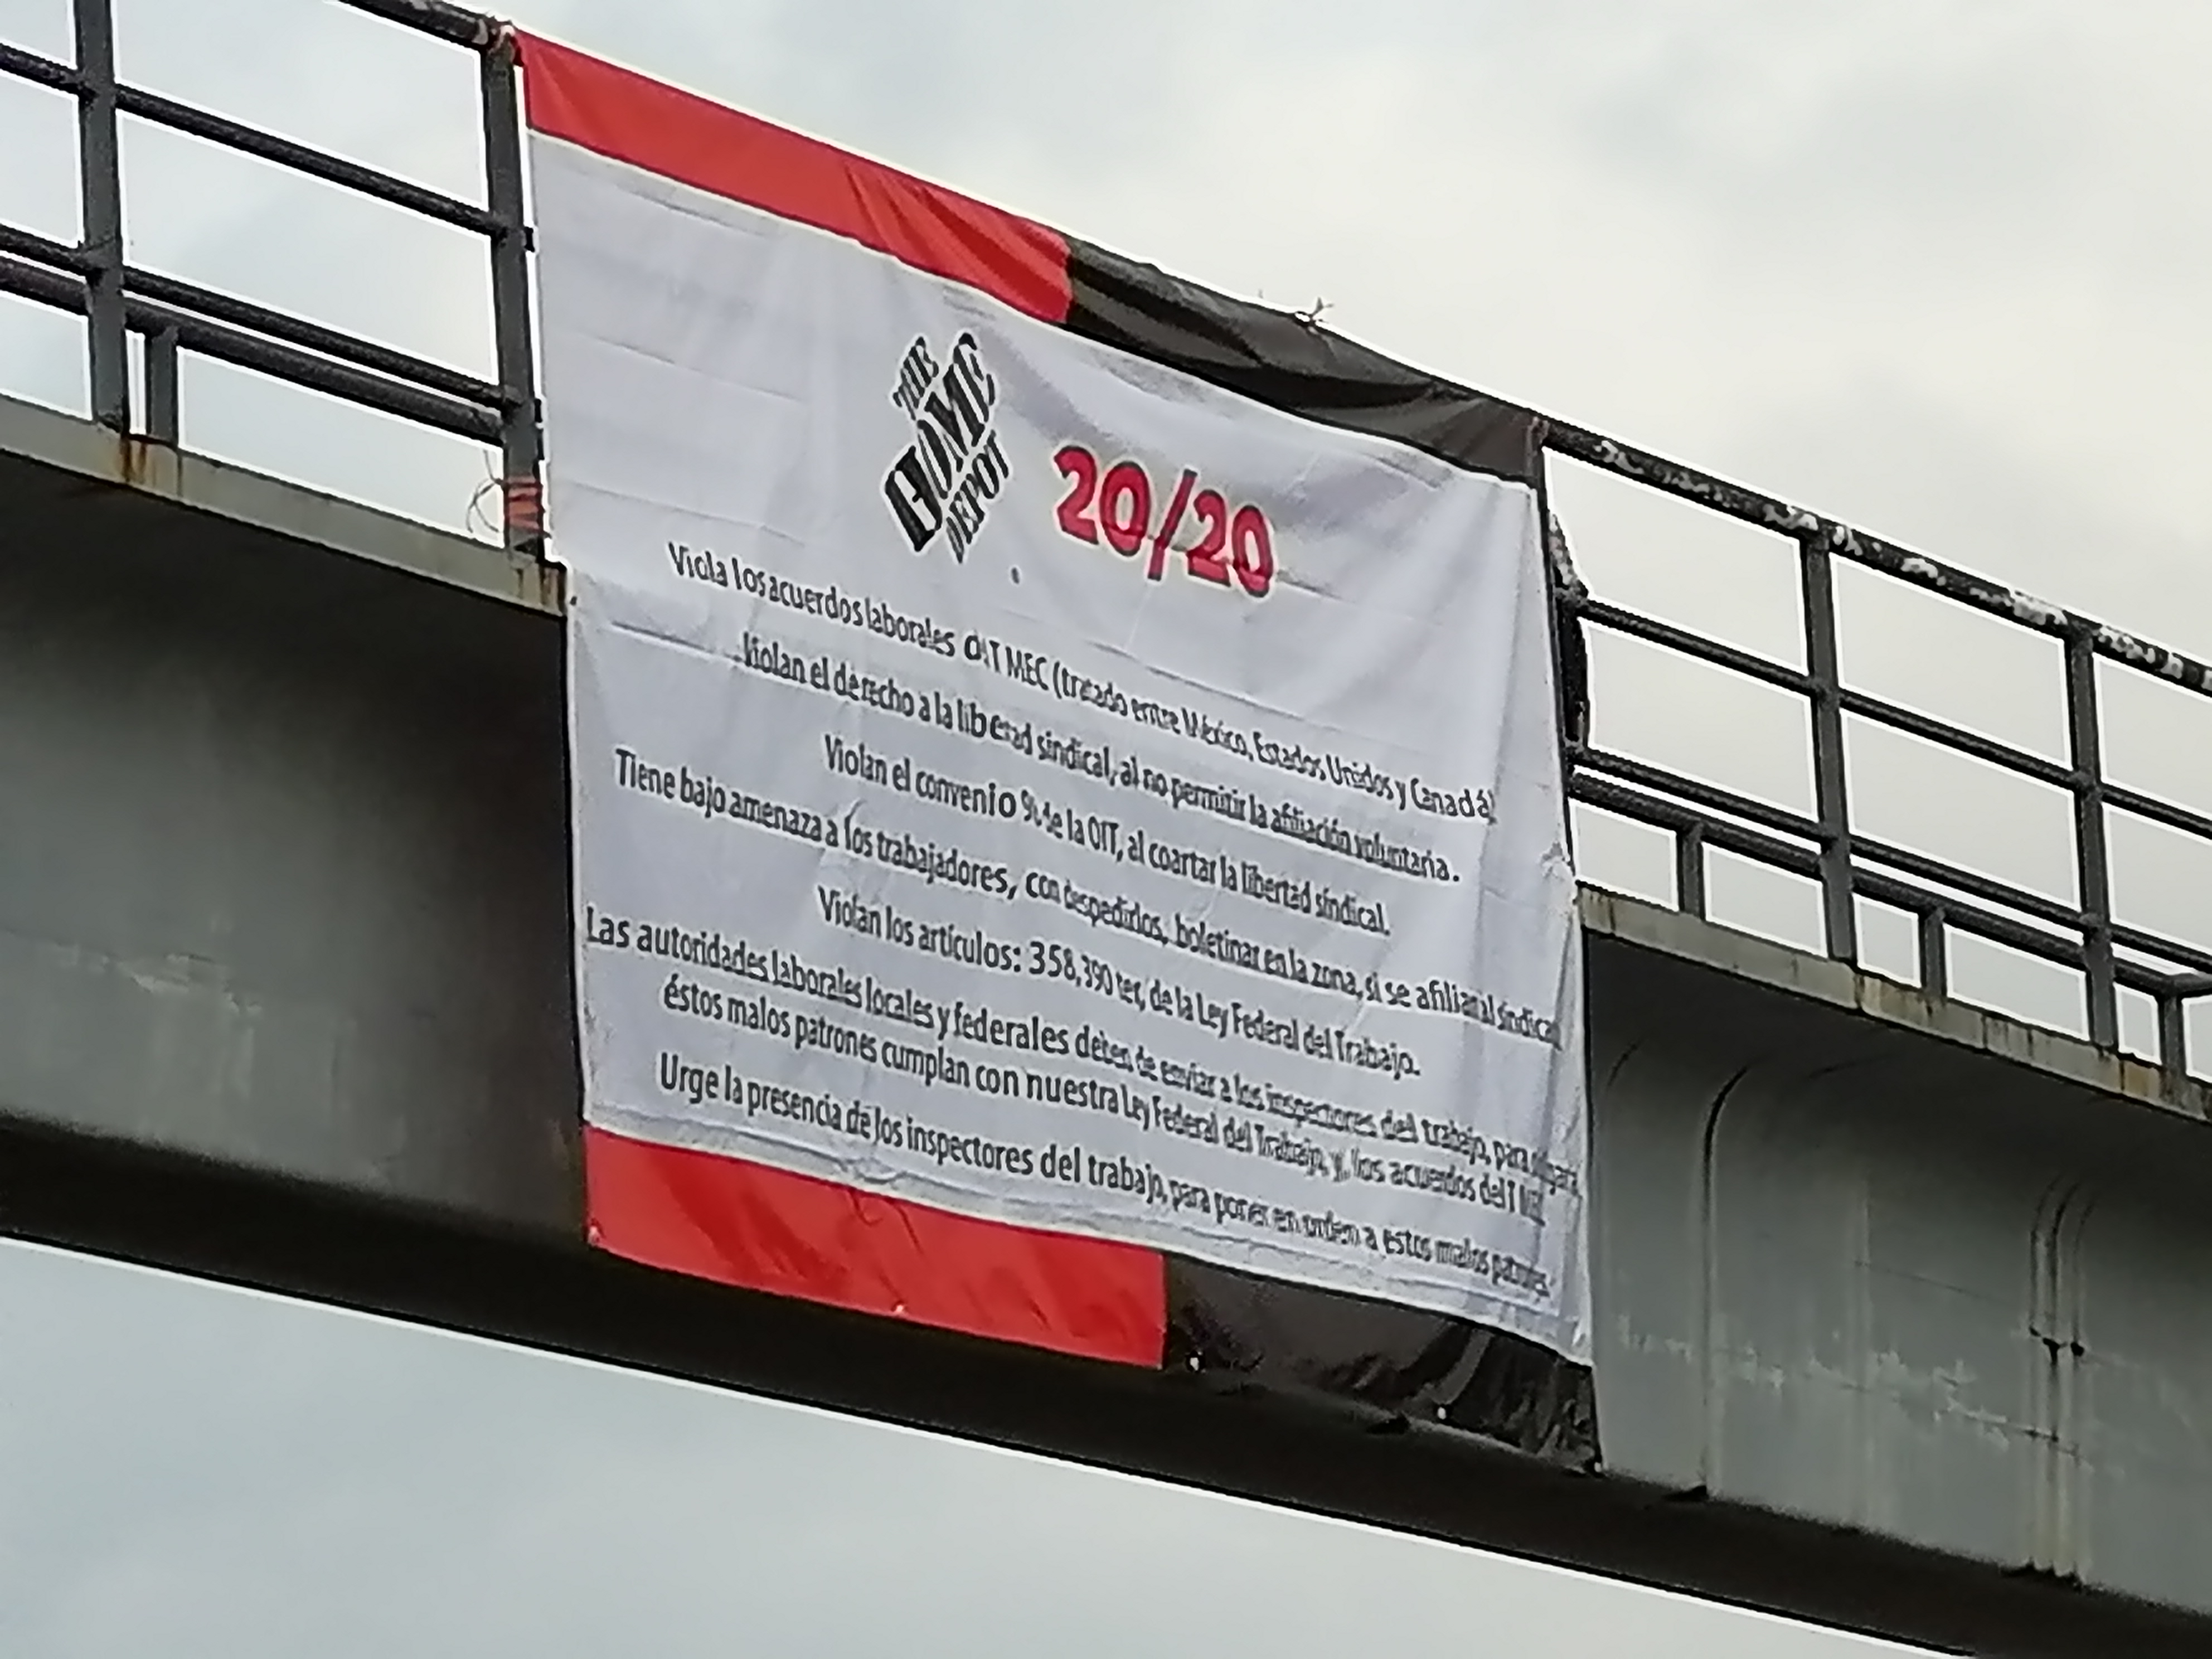 THE
HOME
DEPOT
20/20
Viola los acuerdos laborales T MEC (tratado entre México, Estados Unidos y Canadá)
Violan el derecho a la libertad sindical, al no permitir la afiliación voluntaria.
Violan el convenio de la OIT, al coartar la libertad sindical.
Tiene bajo amenaza a los trabajadores, con despedirlos, boletinar en la zona, si se afilian al
Violan los artículos: 358, 390 ter, de la Ley Federal del Trabajo.
Las autoridades laborales locales y federales deben de enviar a los inspectores del trabajo, para
éstos malos patrones cumplan con nuestra Ley Federal del Trabajo, y, los acuerdos del
Urge la presencia de los inspectores del trabajo, para poner en orden a estos malos patrones.